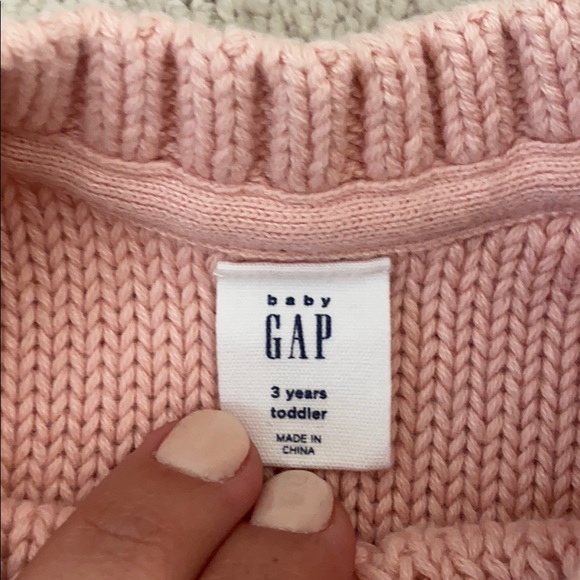 baby
GAP
3 years
toddler
MADE IN
CHINA